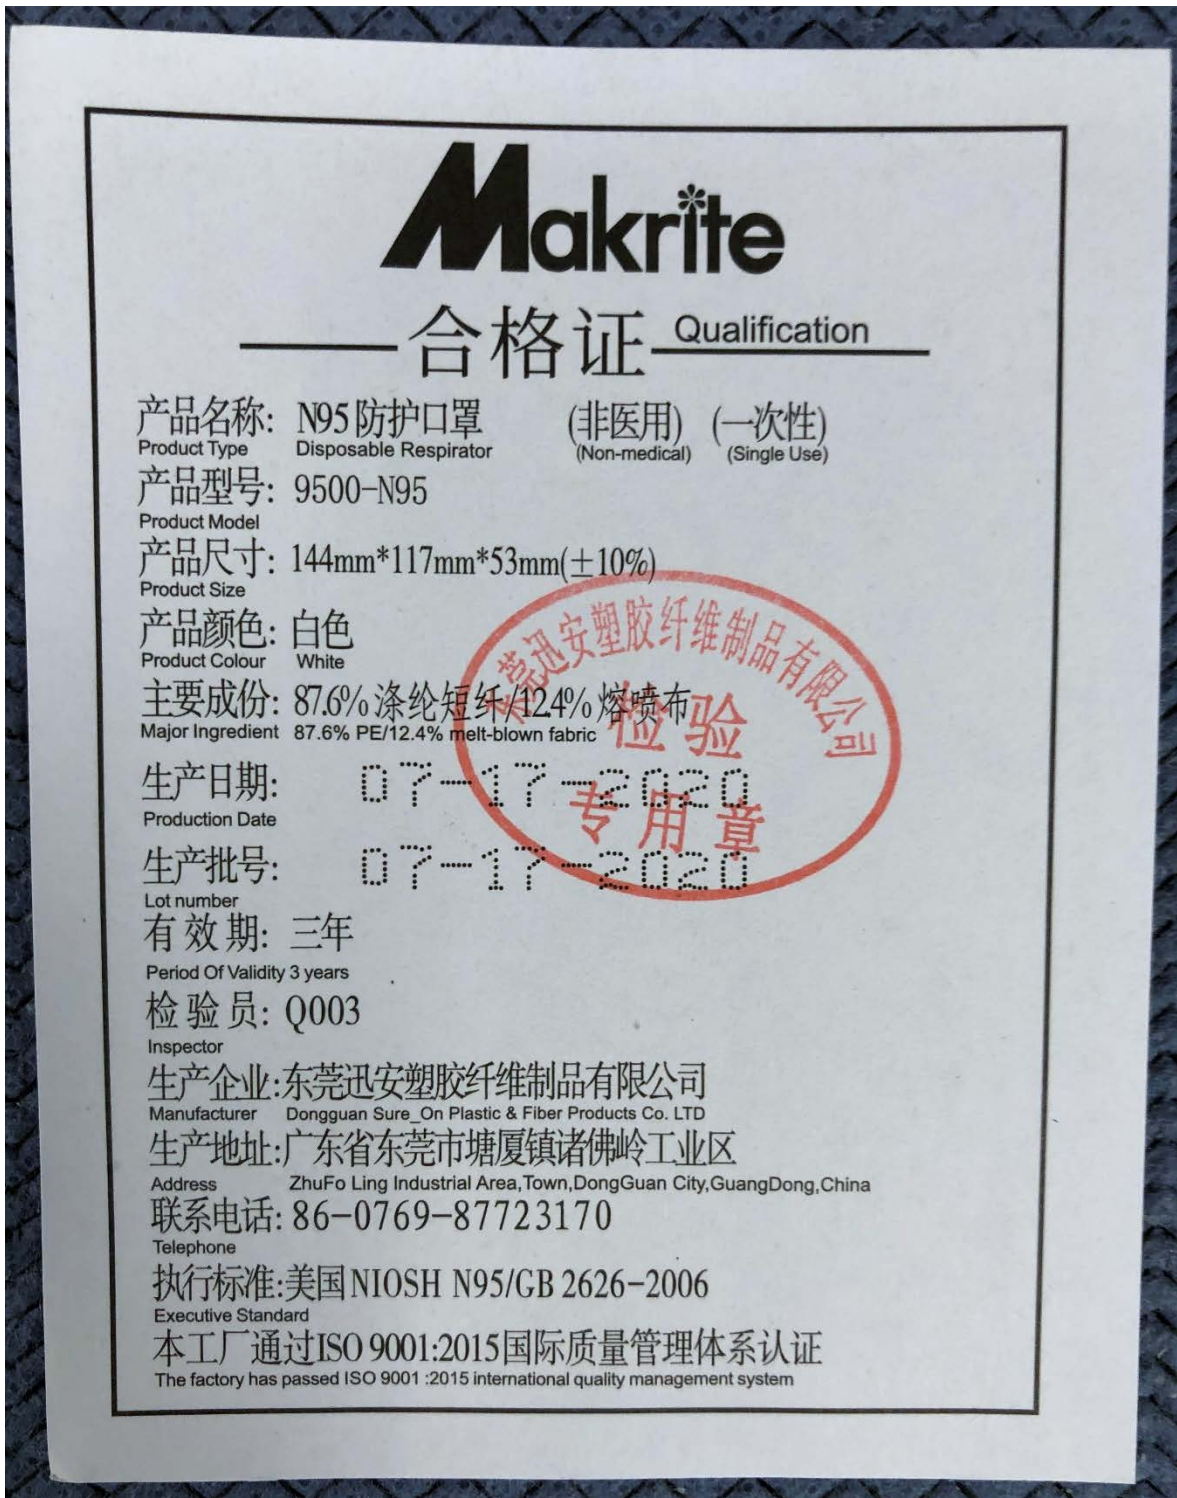 Makrite
合格证 Qualification
产品名称: N95防护口罩 (非医用) (一次性)
Product Type Disposable Respirator (Non-medical) (Single Use)
产品型号: 9500-N95
Product Model
产品尺寸: 144mm*117mm*53mm(±10%)
Product Size
产品颜色: 白色
Product Colour White
主要成份: 87.6%涤纶短纤/12.4%熔喷布
Major Ingredient 87.6% PE/12.4% melt-blown fabric
东莞迅安塑胶纤维制品有限公司
检验
专用章
生产日期: 07-17-2020
Production Date
生产批号: 07-17-2020
Lot number
有效期: 三年
Period Of Validity 3 years
检验员: Q003
Inspector
生产企业:东莞迅安塑胶纤维制品有限公司
Manufacturer Dongguan Sure_On Plastic & Fiber Products Co. LTD
生产地址:广东省东莞市塘厦镇诸佛岭工业区
Address ZhuFo Ling Industrial Area,Town,DongGuan City,GuangDong,China
联系电话: 86-0769-87723170
Telephone
执行标准:美国NIOSH N95/GB 2626-2006
Executive Standard
本工厂通过ISO 9001:2015国际质量管理体系认证
The factory has passed ISO 9001 :2015 international quality management system